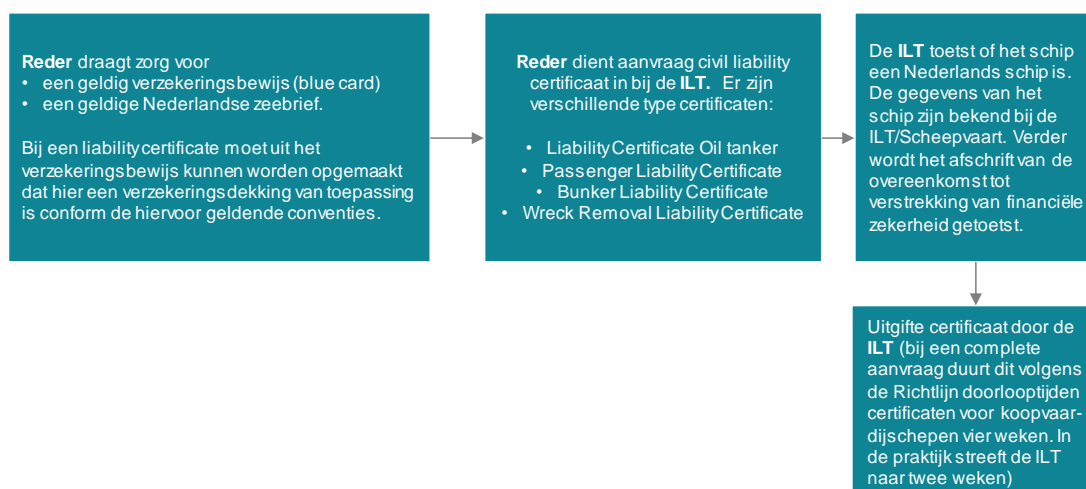 Reder draagt zorg voor
• een geldig verzekeringsbewijs (blue card)
• een geldige Nederlandse zeebrief.
Bij een liability certificate moet uit het
verzekeringsbewijs kunnen worden opgemaakt
dat hier een verzekeringsdekking van toepassing
is conform de hiervoor geldende conventies.
Reder dient aanvraag civil liability
certificaat in bij de ILT. Er zijn
verschillende type certificaten:
• Liability Certificate Oil tanker
• Passenger Liability Certificate
• Bunker Liability Certificate
• Wreck Removal Liability Certificate
De ILT toetst of het schip
een Nederlands schip is.
De gegevens van het
schip zijn bekend bij de
ILT/Scheepvaart. Verder
wordt het afschrift van de
overeenkomst tot
verstrekking van financiële
zekerheid getoetst.
Uitgifte certificaat door de
ILT (bij een complete
aanvraag duurt dit volgens
de Richtlijn doorlooptijden
certificaten voor koopvaar-
dijschepen vier weken. In
de praktijk streeft de ILT
naar twee weken)